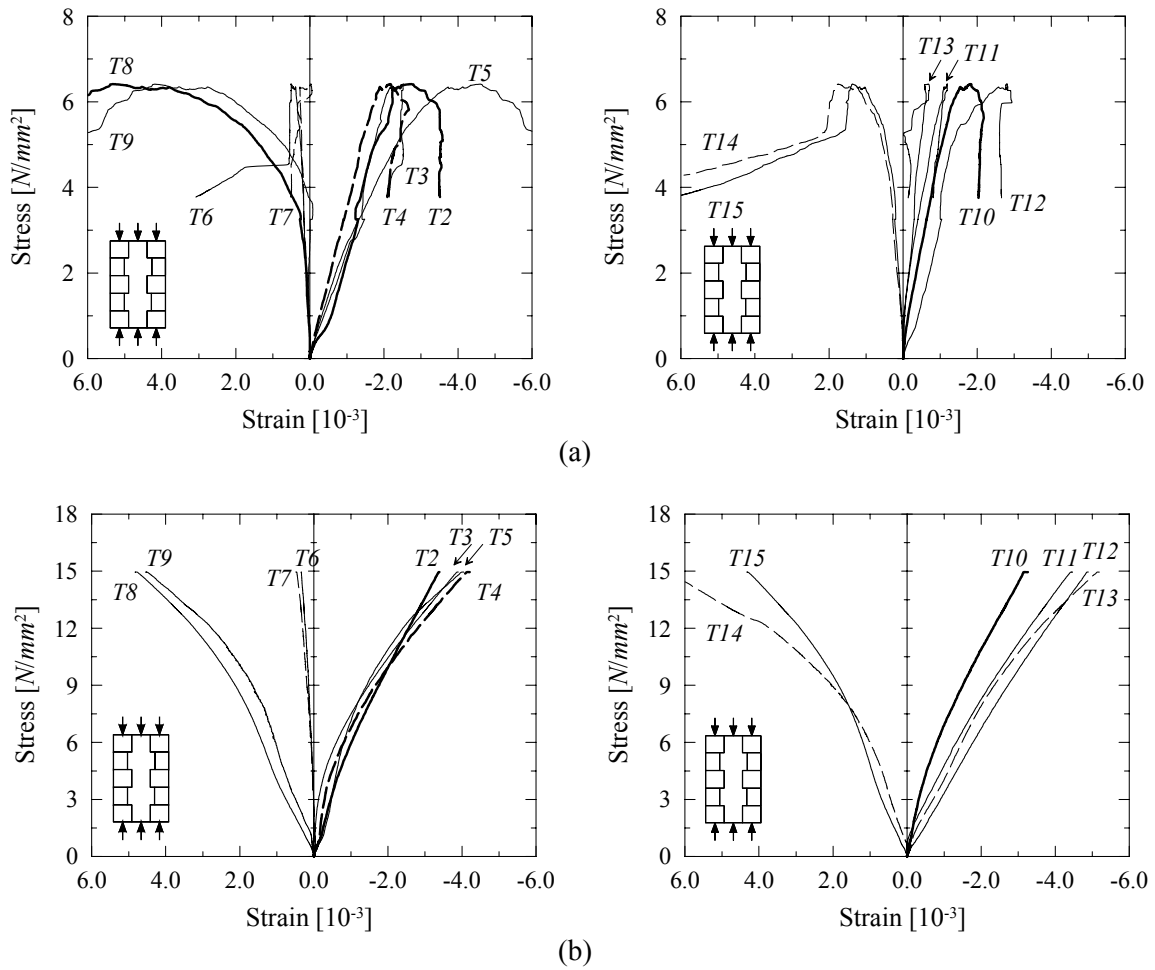 8
6
4
2
0
Stress [N/mm²]
T8
T9
T6
T7
T5
T3
T4
T2
6.0 4.0 2.0 0.0 -2.0 -4.0 -6.0
Strain [10⁻³]
8
6
4
2
0
Stress [N/mm²]
T13
T11
T14
T15
T10
T12
6.0 4.0 2.0 0.0 -2.0 -4.0 -6.0
Strain [10⁻³]
(a)
18
15
12
9
6
3
0
Stress [N/mm²]
T9
T8
T6
T7
T2
T3
T5
T4
6.0 4.0 2.0 0.0 -2.0 -4.0 -6.0
Strain [10⁻³]
18
15
12
9
6
3
0
Stress [N/mm²]
T15
T14
T10
T11
T12
T13
6.0 4.0 2.0 0.0 -2.0 -4.0 -6.0
Strain [10⁻³]
(b)